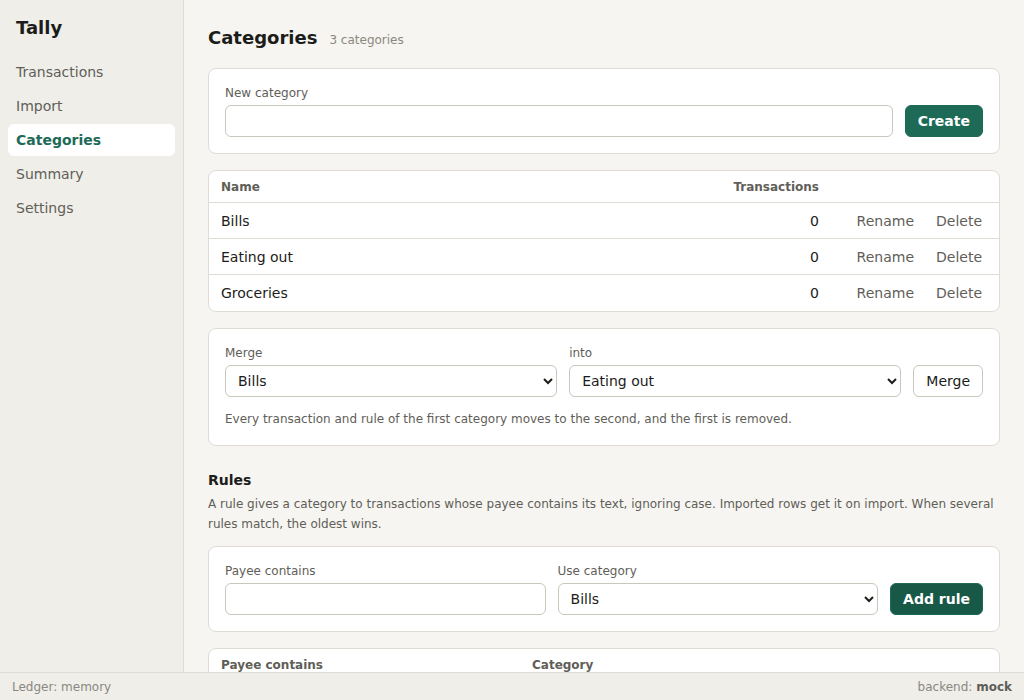 Tally
Transactions
Import
Categories
Summary
Settings
Categories 3 categories
New category
Create
Name Transactions
Bills 0 Rename Delete
Eating out 0 Rename Delete
Groceries 0 Rename Delete
Merge into
Bills Eating out Merge
Every transaction and rule of the first category moves to the second, and the first is removed.
Rules
A rule gives a category to transactions whose payee contains its text, ignoring case. Imported rows get it on import. When several
rules match, the oldest wins.
Payee contains Use category
Bills Add rule
Payee contains Category
Ledger: memory backend: mock